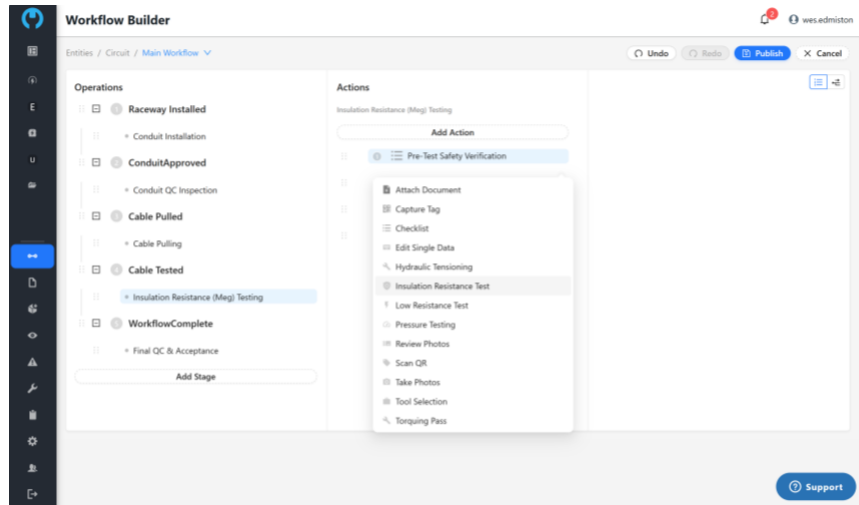 Workflow Builder
2
wes.edmiston
Entities / Circuit / Main Workflow
Undo
Redo
Publish
Cancel
E
U
Operations
Raceway Installed
Conduit Installation
ConduitApproved
Conduit QC Inspection
Cable Pulled
Cable Pulling
Cable Tested
Insulation Resistance (Meg) Testing
WorkflowComplete
Final QC & Acceptance
Add Stage
Actions
Insulation Resistance (Meg) Testing
Add Action
Pre-Test Safety Verification
Attach Document
Capture Tag
Checklist
Edit Single Data
Hydraulic Tensioning
Insulation Resistance Test
Low Resistance Test
Pressure Testing
Review Photos
Scan QR
Take Photos
Tool Selection
Torquing Pass
Support